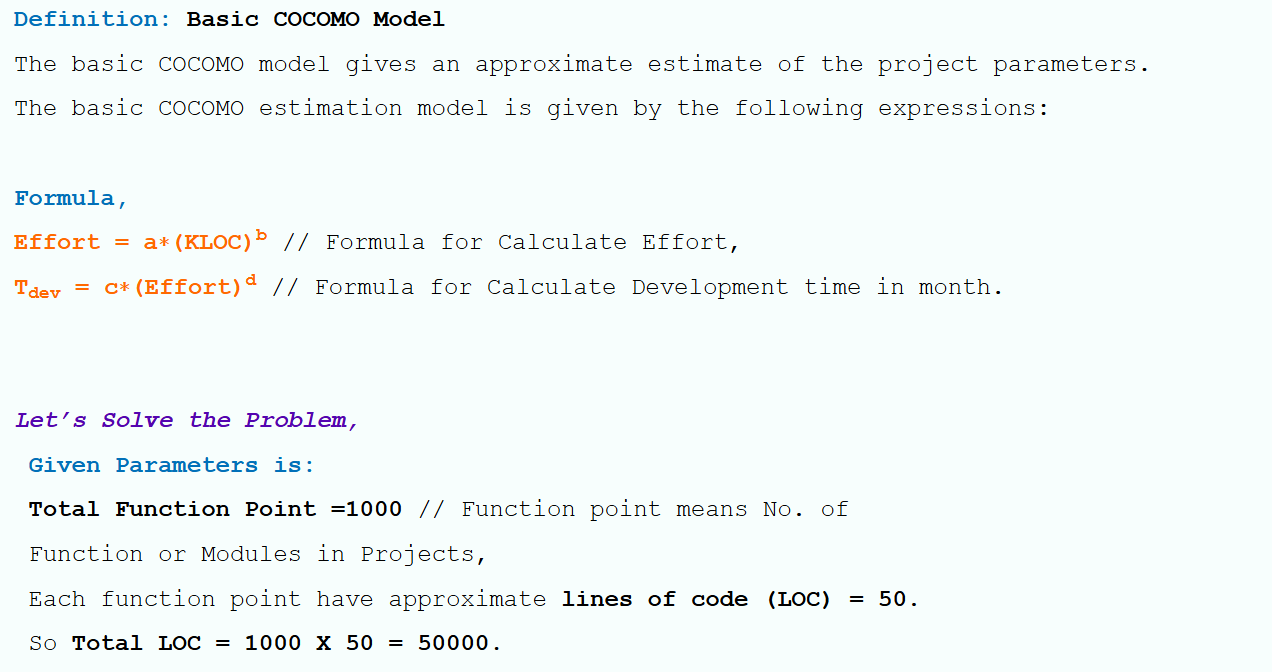 Definition: Basic COCOMO Model
The basic COCOMO model gives an approximate estimate of the project parameters.
The basic COCOMO estimation model is given by the following expressions:
Formula,
Effort = a*(KLOC)ᵇ // Formula for Calculate Effort,
Tdev = c*(Effort)ᵈ // Formula for Calculate Development time in month.
Let’s Solve the Problem,
Given Parameters is:
Total Function Point =1000 // Function point means No. of
Function or Modules in Projects,
Each function point have approximate lines of code (LOC) = 50.
So Total LOC = 1000 X 50 = 50000.